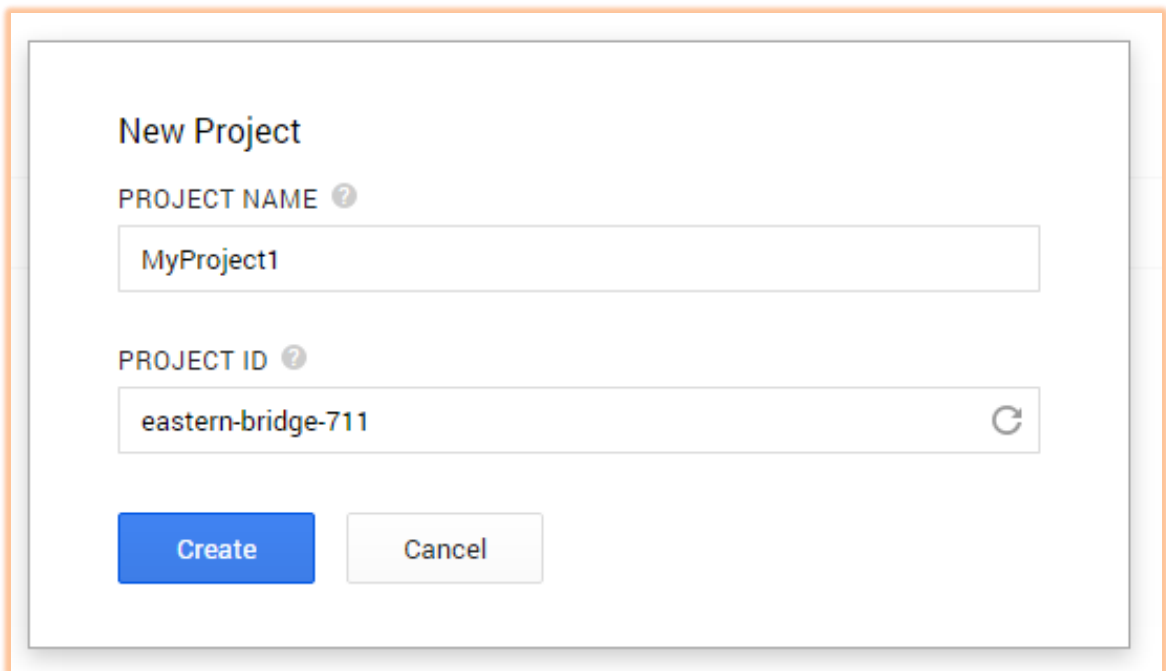 New Project
PROJECT NAME ?
MyProject1
PROJECT ID ?
eastern-bridge-711
Create Cancel